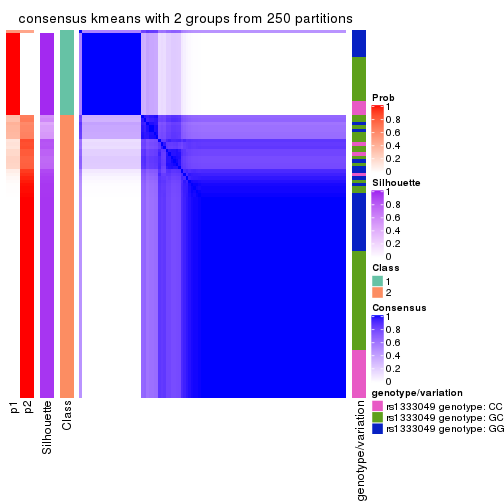 consensus kmeans with 2 groups from 250 partitions
Prob
1
0.8
0.6
0.4
0.2
0
Silhouette
1
0.8
0.6
0.4
0.2
0
Class
1
2
Consensus
1
0.8
0.6
0.4
0.2
0
genotype/variation
rs1333049 genotype: CC
rs1333049 genotype: GC
rs1333049 genotype: GG
p1
p2
Silhouette
Class
genotype/variation